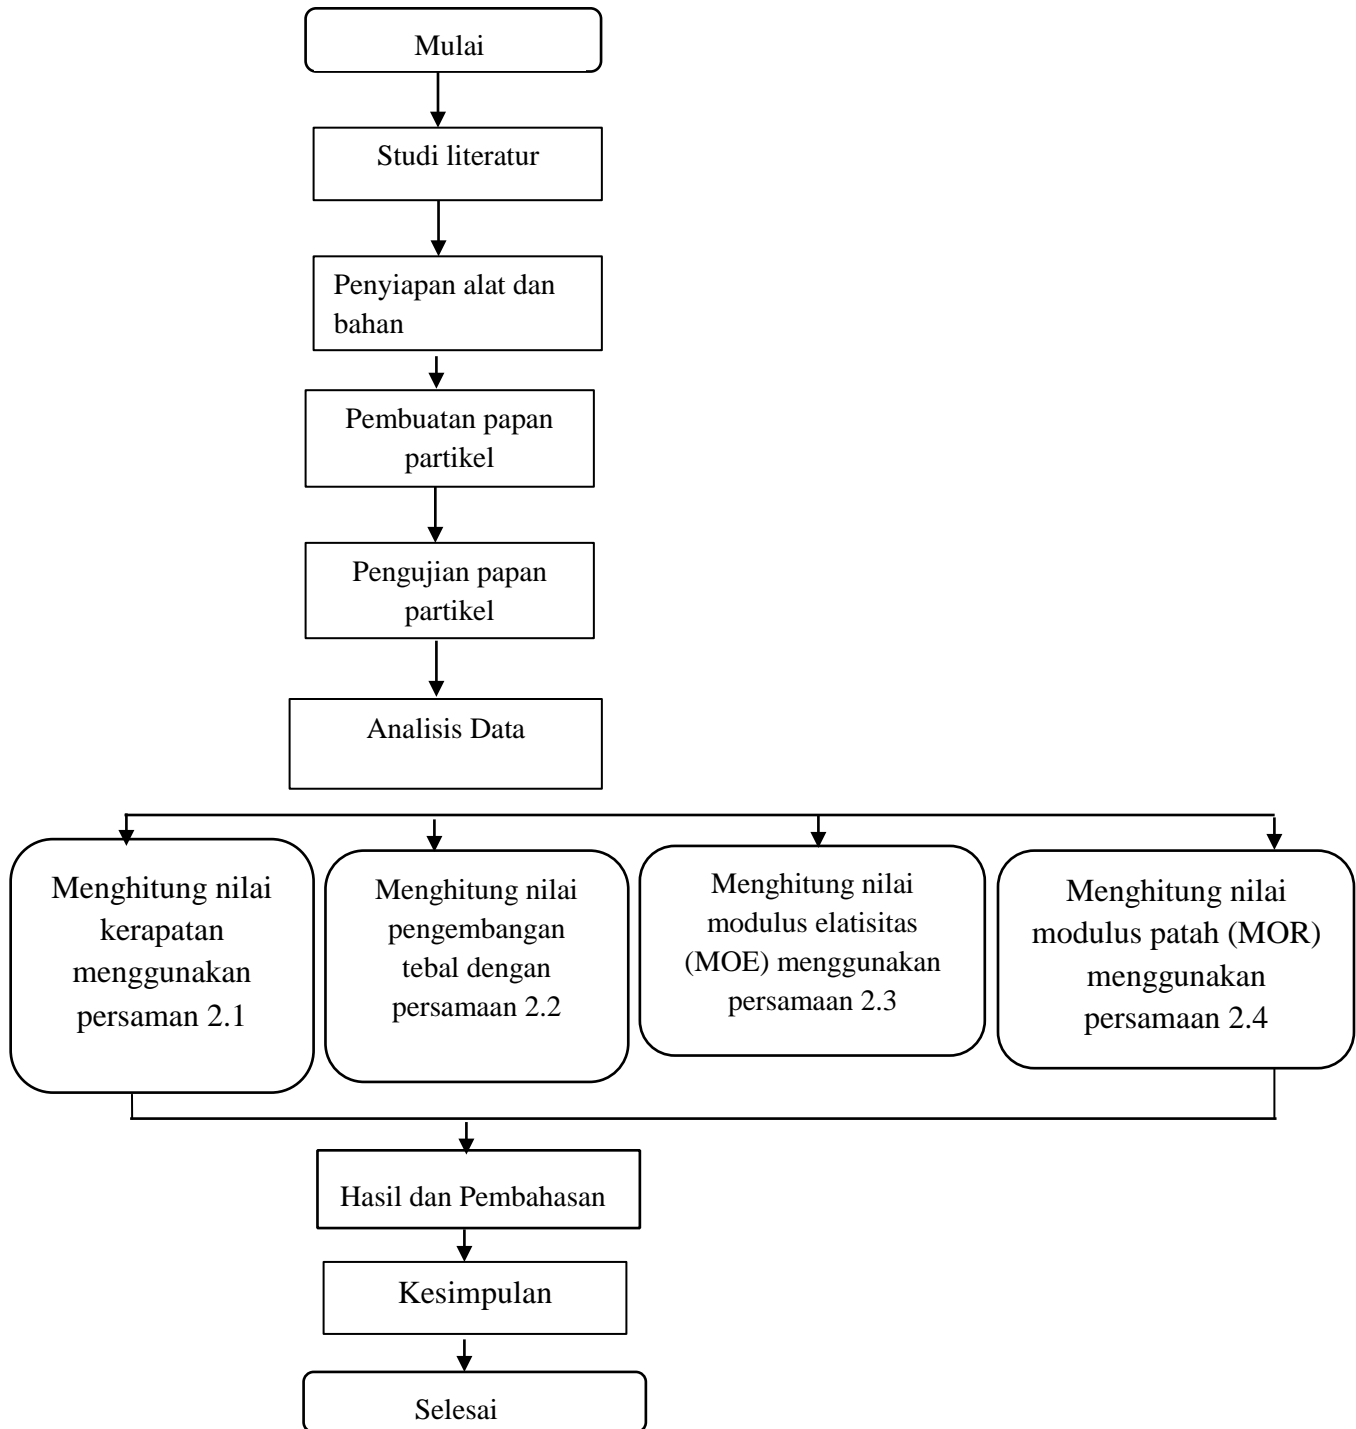 Mulai
Studi literatur
Penyiapan alat dan
bahan
Pembuatan papan
partikel
Pengujian papan
partikel
Analisis Data
Menghitung nilai
kerapatan
menggunakan
persaman 2.1
Menghitung nilai
pengembangan
tebal dengan
persamaan 2.2
Menghitung nilai
modulus elatisitas
(MOE) menggunakan
persamaan 2.3
Menghitung nilai
modulus patah (MOR)
menggunakan
persamaan 2.4
Hasil dan Pembahasan
Kesimpulan
Selesai